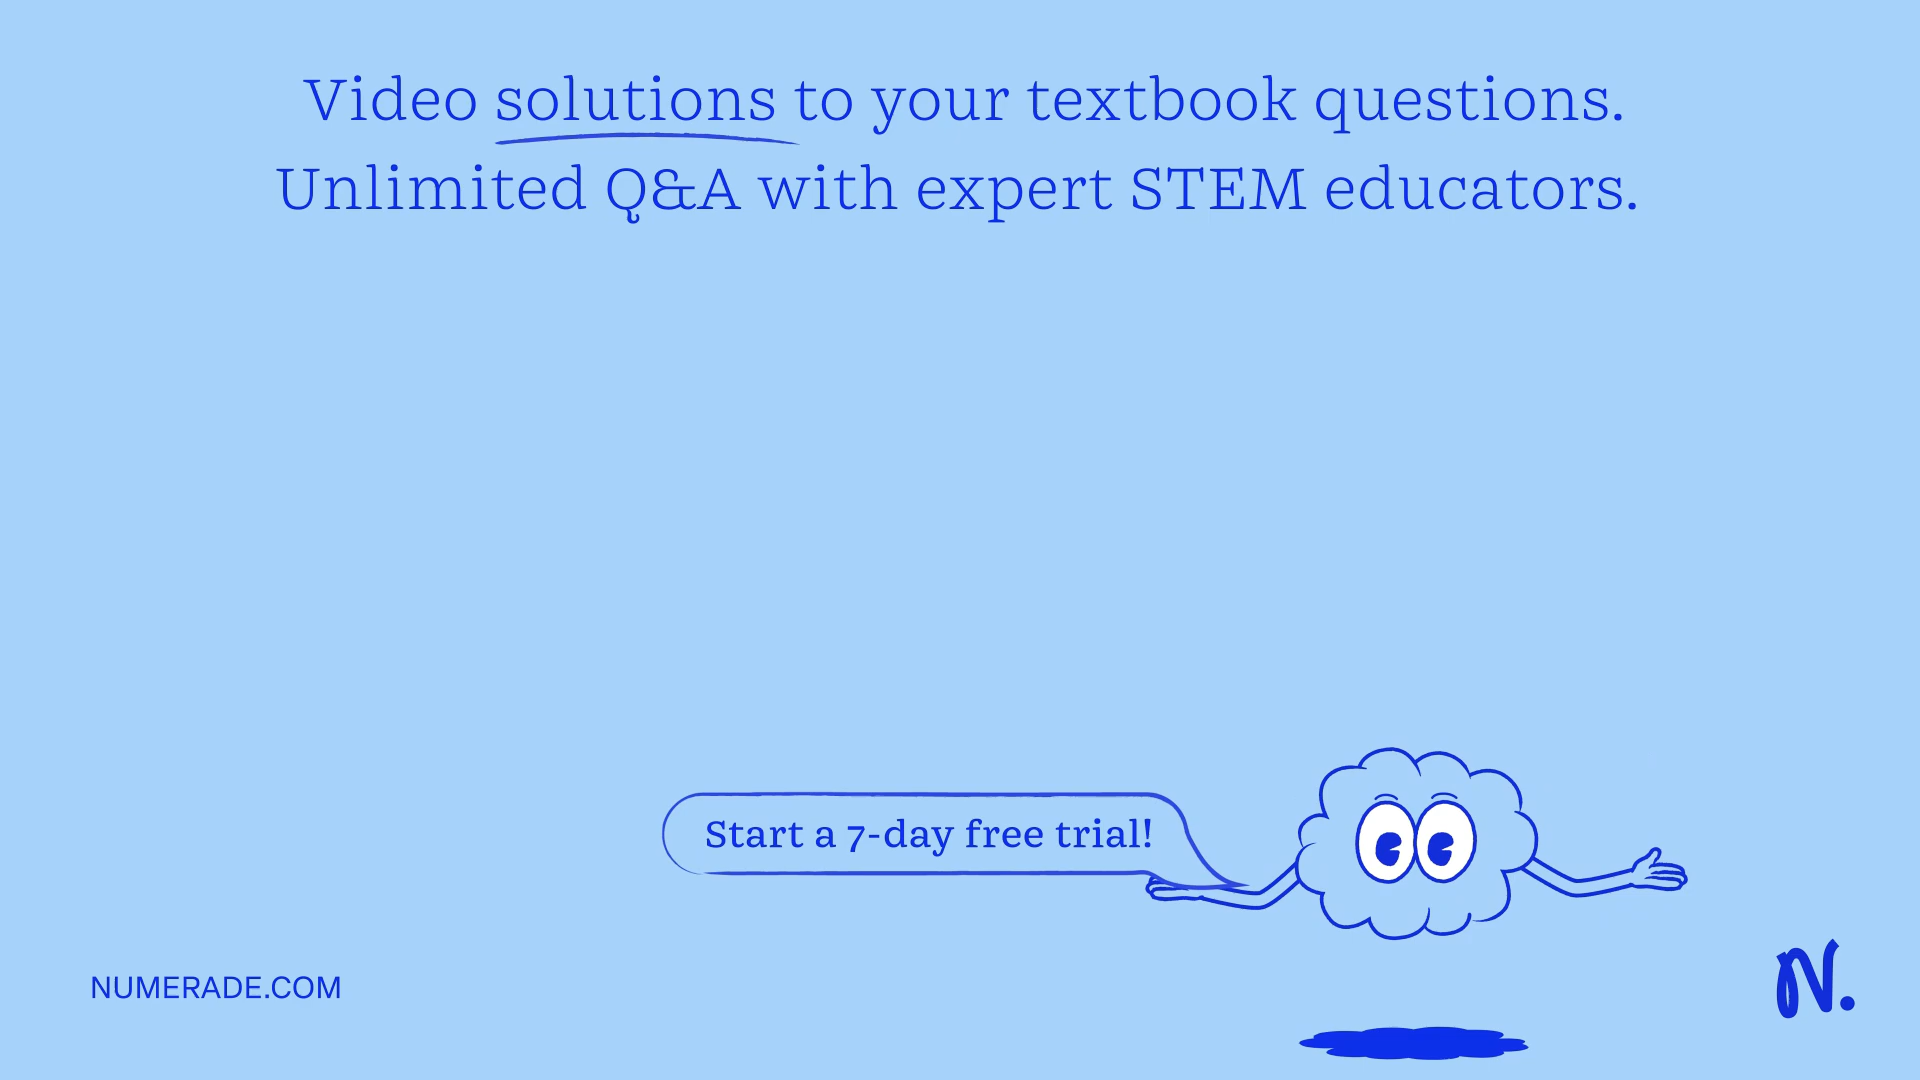 Video solutions to your textbook questions.
Unlimited Q&A with expert STEM educators.
Start a 7-day free trial!
NUMERADE.COM
N.